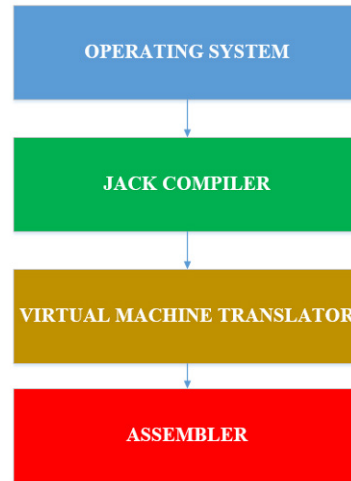 OPERATING SYSTEM
JACK COMPILER
VIRTUAL MACHINE TRANSLATOR
ASSEMBLER